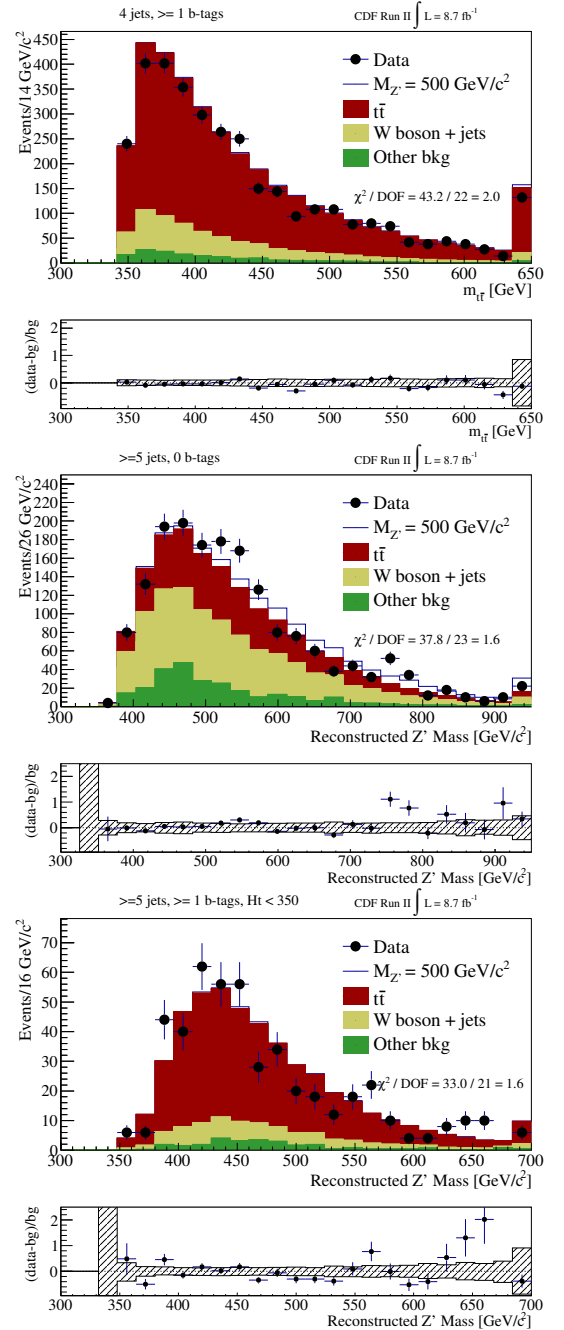 4 jets, >= 1 b-tags CDF Run II ∫ L = 8.7 fb⁻¹
Events/14 GeV/c²
450
400
350
300
250
200
150
100
50
0
Data
M_Z' = 500 GeV/c²
tt̄
W boson + jets
Other bkg
χ² / DOF = 43.2 / 22 = 2.0
300 350 400 450 500 550 600 650
m_tt̄ [GeV]
(data-bg)/bg
2
1
0
300 350 400 450 500 550 600 650
m_tt̄ [GeV]
>=5 jets, 0 b-tags CDF Run II ∫ L = 8.7 fb⁻¹
Events/26 GeV/c²
220
200
180
160
140
120
100
80
60
40
20
0
Data
M_Z' = 500 GeV/c²
tt̄
W boson + jets
Other bkg
χ² / DOF = 37.8 / 23 = 1.6
300 400 500 600 700 800 900
Reconstructed Z' Mass [GeV/c²]
(data-bg)/bg
2
1
0
300 400 500 600 700 800 900
Reconstructed Z' Mass [GeV/c²]
>=5 jets, >= 1 b-tags, Ht < 350 CDF Run II ∫ L = 8.7 fb⁻¹
Events/16 GeV/c²
70
60
50
40
30
20
10
0
Data
M_Z' = 500 GeV/c²
tt̄
W boson + jets
Other bkg
χ² / DOF = 33.0 / 21 = 1.6
300 350 400 450 500 550 600 650 700
Reconstructed Z' Mass [GeV/c²]
(data-bg)/bg
2
1
0
300 350 400 450 500 550 600 650 700
Reconstructed Z' Mass [GeV/c²]